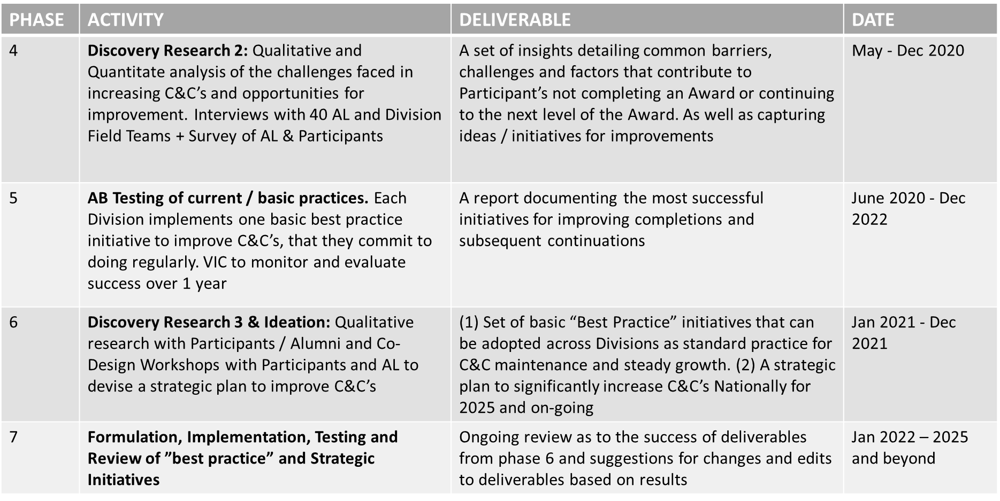 PHASE ACTIVITY DELIVERABLE DATE
4
Discovery Research 2: Qualitative and
Quantitate analysis of the challenges faced in
increasing C&C’s and opportunities for
improvement. Interviews with 40 AL and Division
Field Teams + Survey of AL & Participants
A set of insights detailing common barriers,
challenges and factors that contribute to
Participant’s not completing an Award or continuing
to the next level of the Award. As well as capturing
ideas / initiatives for improvements
May - Dec 2020
5
AB Testing of current / basic practices. Each
Division implements one basic best practice
initiative to improve C&C’s, that they commit to
doing regularly. VIC to monitor and evaluate
success over 1 year
A report documenting the most successful
initiatives for improving completions and
subsequent continuations
June 2020 - Dec
2022
6
Discovery Research 3 & Ideation: Qualitative
research with Participants / Alumni and Co-
Design Workshops with Participants and AL to
devise a strategic plan to improve C&C’s
(1) Set of basic “Best Practice” initiatives that can
be adopted across Divisions as standard practice for
C&C maintenance and steady growth. (2) A strategic
plan to significantly increase C&C’s Nationally for
2025 and on-going
Jan 2021 - Dec
2021
7
Formulation, Implementation, Testing and
Review of ”best practice” and Strategic
Initiatives
Ongoing review as to the success of deliverables
from phase 6 and suggestions for changes and edits
to deliverables based on results
Jan 2022 – 2025
and beyond